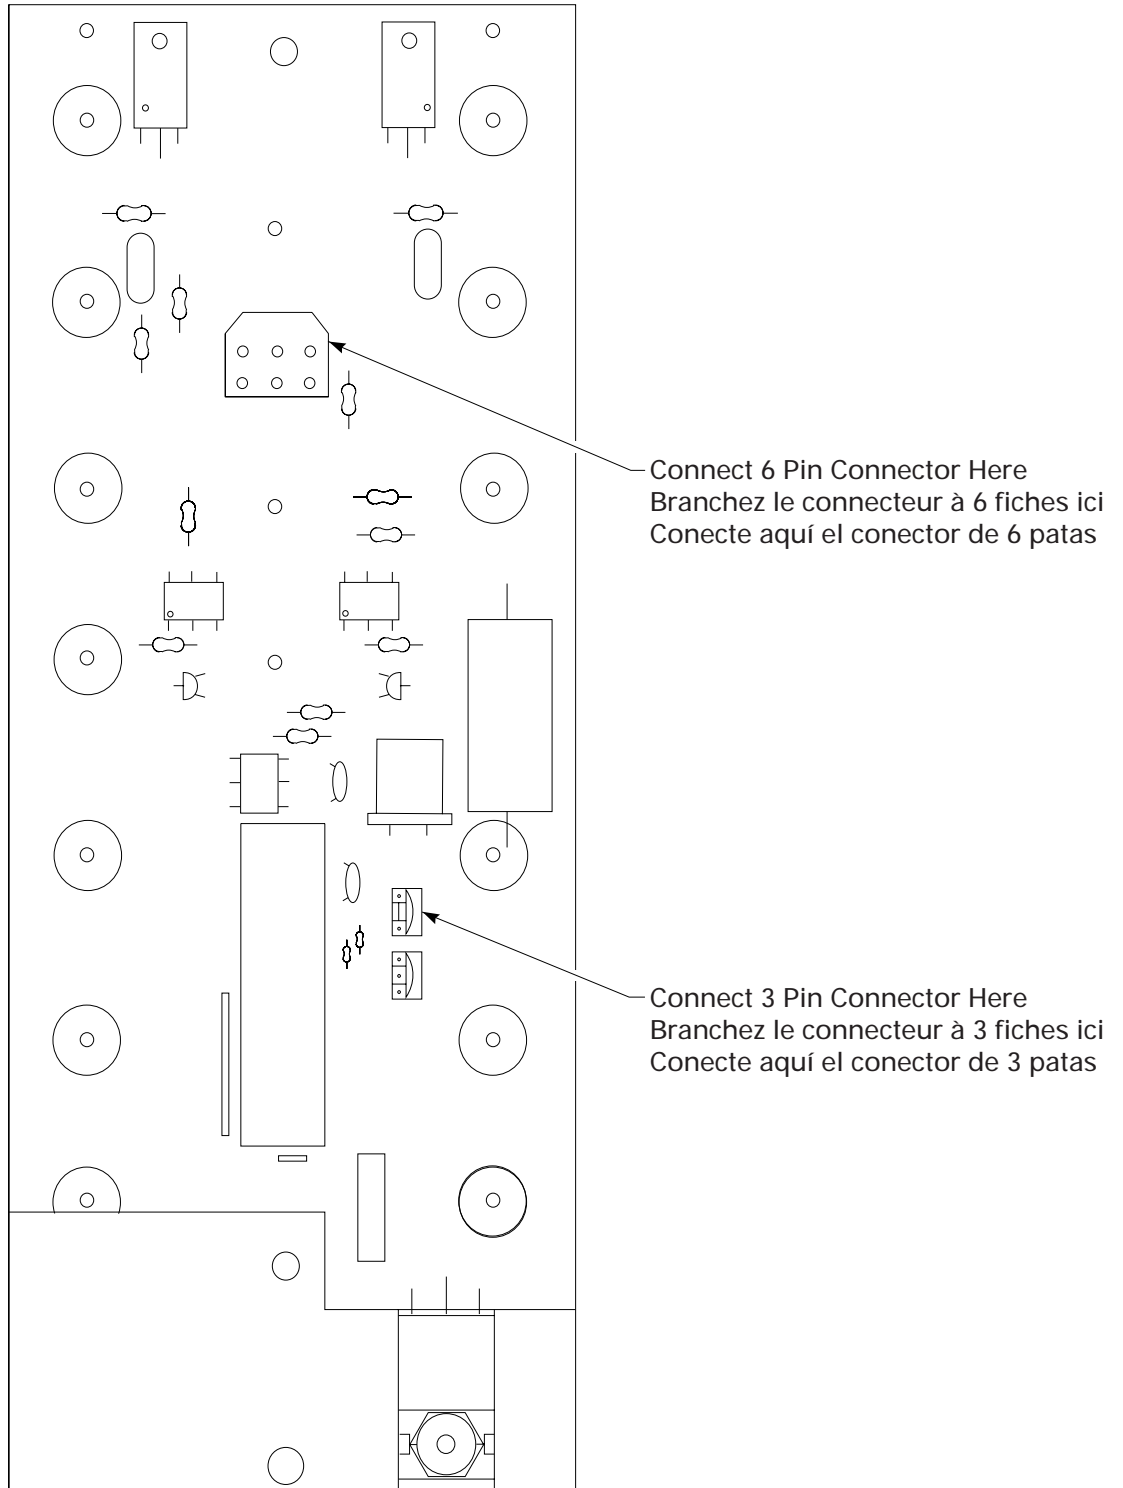 Connect 6 Pin Connector Here
Branchez le connecteur à 6 fiches ici
Conecte aquí el conector de 6 patas
Connect 3 Pin Connector Here
Branchez le connecteur à 3 fiches ici
Conecte aquí el conector de 3 patas